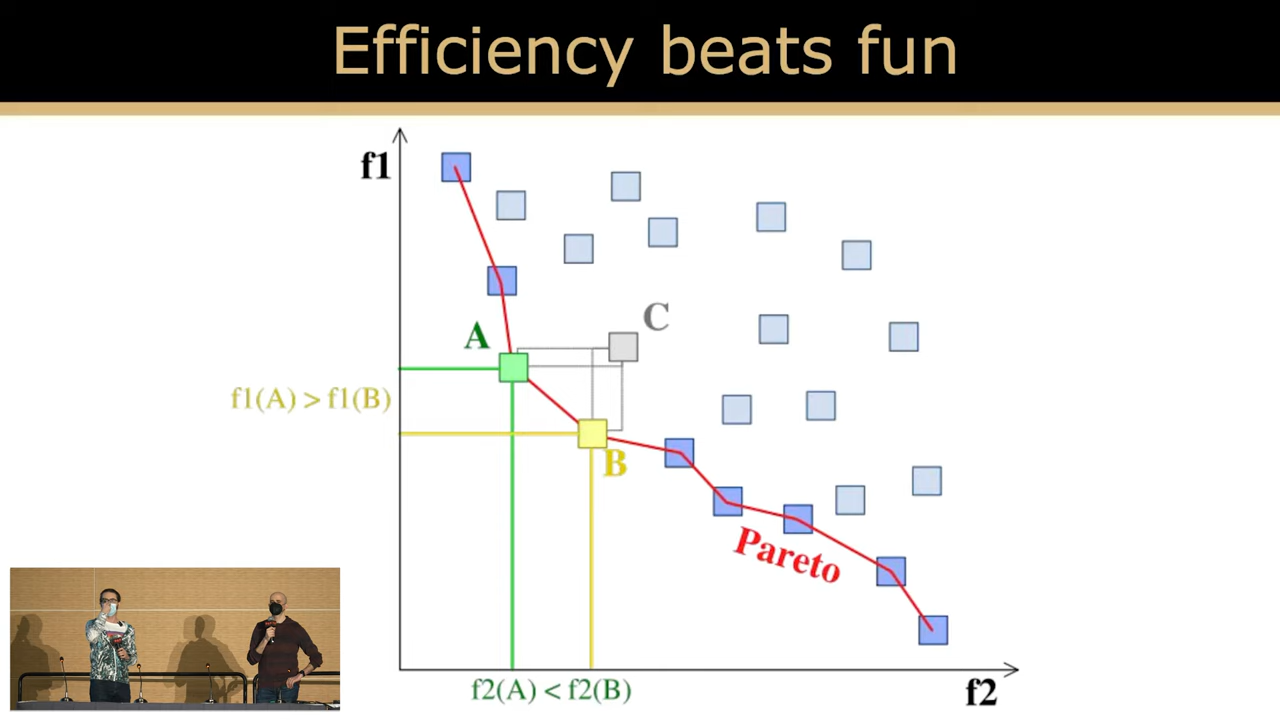 Efficiency beats fun
f1
C
A
f1(A) > f1(B)
B
Pareto
f2(A) < f2(B)
f2